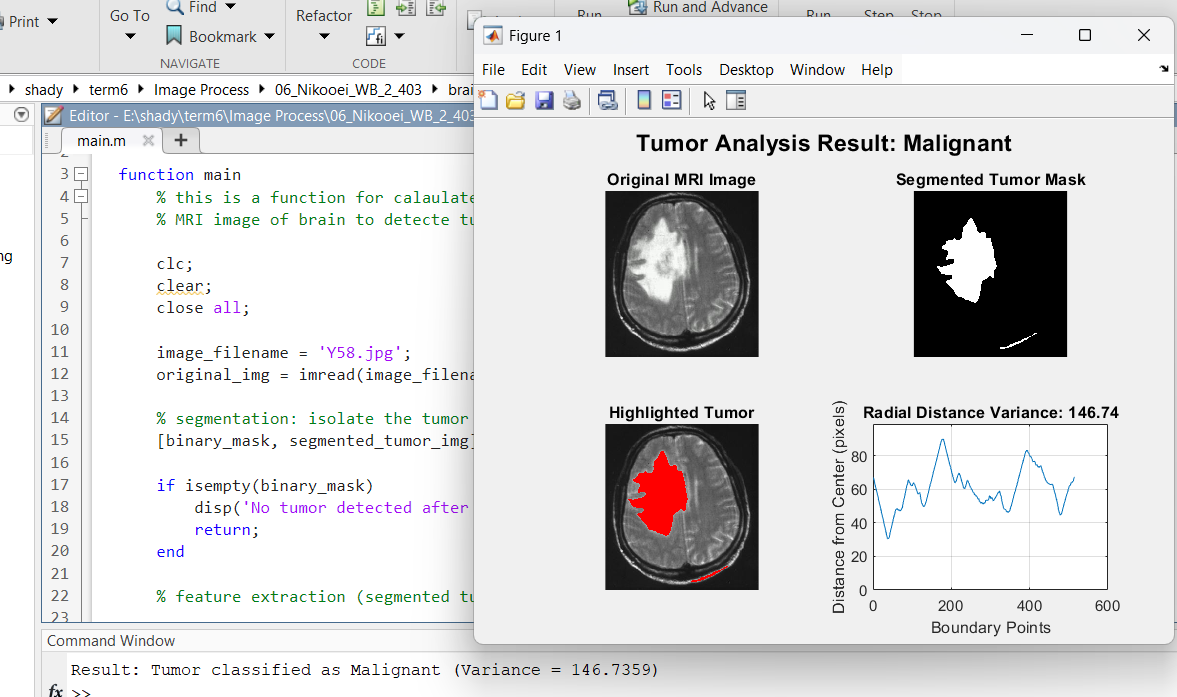 Print
Go To
Find
Bookmark
NAVIGATE
Refactor
CODE
Run
Run and Advance
Run
Step
Stop
shady
term6
Image Process
06_Nikooei_WB_2_403
brai
Editor - E:\shady\term6\Image Process\06_Nikooei_WB_2_403
main.m
ng
2
3 function main
4 % this is a function for calaulate
5 % MRI image of brain to detecte tu
6
7 clc;
8 clear;
9 close all;
10
11 image_filename = 'Y58.jpg';
12 original_img = imread(image_filena
13
14 % segmentation: isolate the tumor
15 [binary_mask, segmented_tumor_img]
16
17 if isempty(binary_mask)
18 disp('No tumor detected after
19 return;
20 end
21
22 % feature extraction (segmented tu
23
Command Window
Result: Tumor classified as Malignant (Variance = 146.7359)
fx >>
Figure 1
File Edit View Insert Tools Desktop Window Help
Tumor Analysis Result: Malignant
Original MRI Image
Segmented Tumor Mask
Highlighted Tumor
Radial Distance Variance: 146.74
Distance from Center (pixels)
80
60
40
20
0
0 200 400 600
Boundary Points